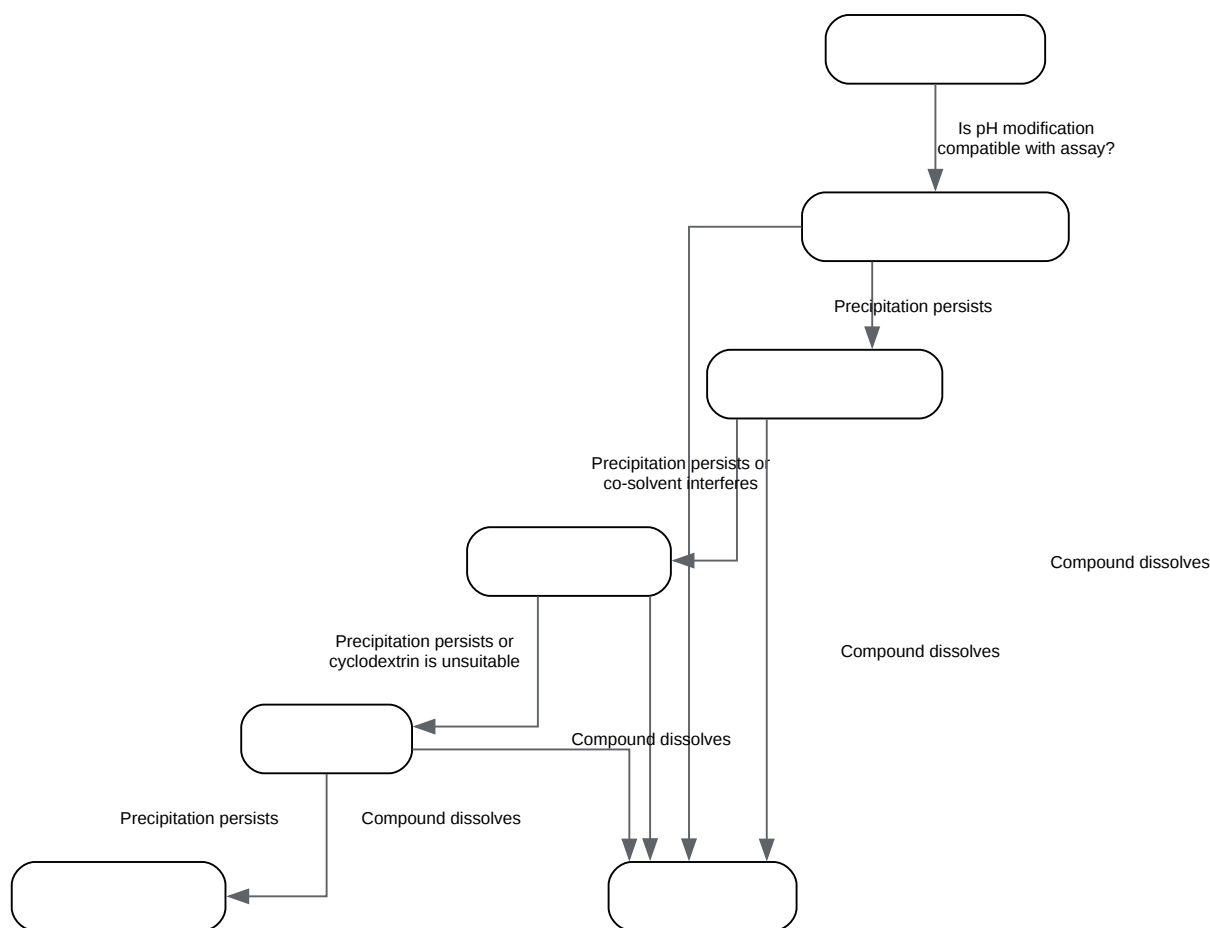 Is pH modification
compatible with assay?
Precipitation persists
Precipitation persists or
co-solvent interferes
Compound dissolves
Precipitation persists or
cyclodextrin is unsuitable
Compound dissolves
Compound dissolves
Precipitation persists
Compound dissolves